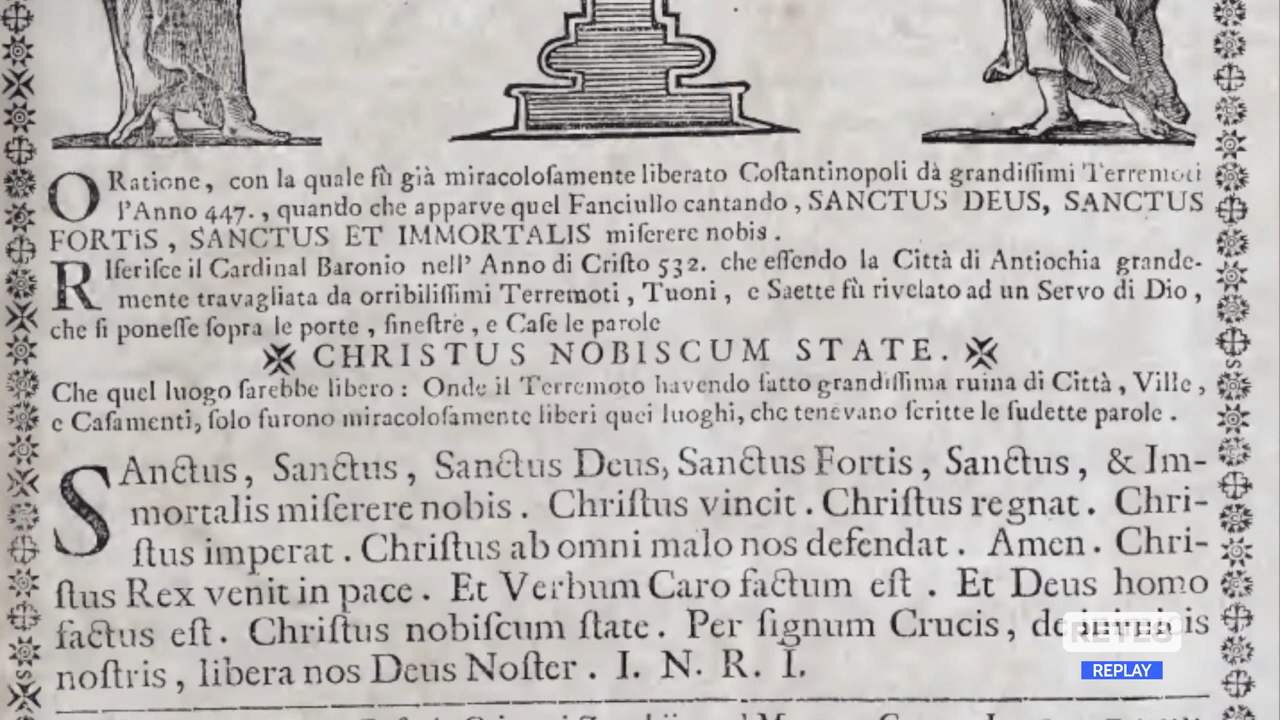 ORatione, con la quale fù già miracoloſamente liberato Coſtantinopoli dà grandiſſimi Terremoti
l'Anno 447., quando che apparve quel Fanciullo cantando, SANCTUS DEUS, SANCTUS
FORTIS, SANCTUS ET IMMORTALIS miſerere nobis.
RIferiſce il Cardinal Baronio nell' Anno di Criſto 532. che eſſendo la Città di Antiochia grande-
mente travagliata da orribiliſſimi Terremoti, Tuoni, e Saette fù rivelato ad un Servo di Dio,
che ſi poneſſe ſopra le porte, fineſtre, e Caſe le parole
✠ CHRISTUS NOBISCUM STATE. ✠
Che quel luogo ſarebbe libero: Onde il Terremoto havendo fatto grandiſſima ruina di Città, Ville,
e Caſamenti, ſolo furono miracoloſamente liberi quei luoghi, che tenevano ſcritte le ſudette parole.
SAnctus, Sanctus, Sanctus Deus, Sanctus Fortis, Sanctus, & Im-
mortalis miſerere nobis. Chriſtus vincit. Chriſtus regnat. Chri-
ſtus imperat. Chriſtus ab omni malo nos defendat. Amen. Chri-
ſtus Rex venit in pace. Et Verbum Caro factum eſt. Et Deus homo
factus eſt. Chriſtus nobiſcum ſtate. Per ſignum Crucis, de
noſtris, libera nos Deus Noſter. I. N. R. I.
REPLAY